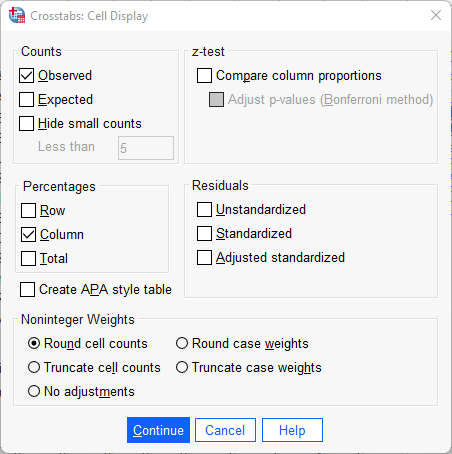 Crosstabs: Cell Display
Counts
Observed
Expected
Hide small counts
Less than 5
z-test
Compare column proportions
Adjust p-values (Bonferroni method)
Percentages
Row
Column
Total
Residuals
Unstandardized
Standardized
Adjusted standardized
Create APA style table
Noninteger Weights
Round cell counts
Round case weights
Truncate cell counts
Truncate case weights
No adjustments
Continue
Cancel
Help